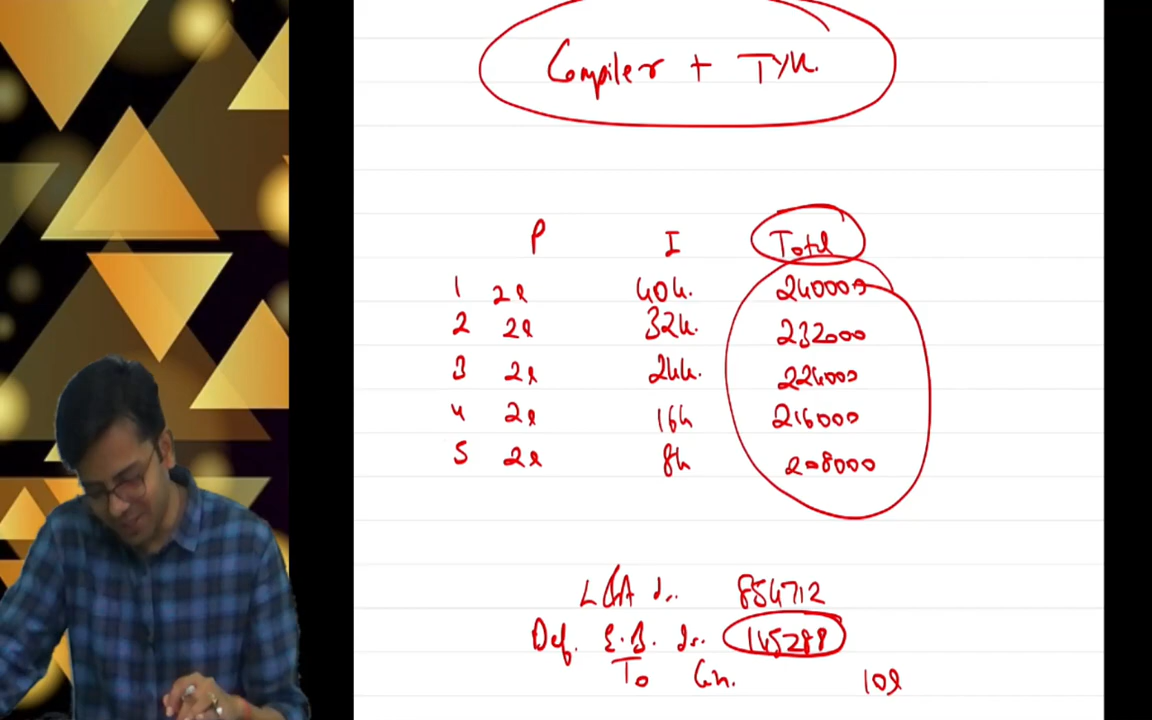 Compiler + TYK.
P I Total
1 2l 40k. 240000
2 2l 32k. 232000
3 2l 24k. 224000
4 2l 16k 216000
5 2l 8k 208000
L&A Dr. 854712
Def. E.B. Dr. 145288
To Gn. 10l